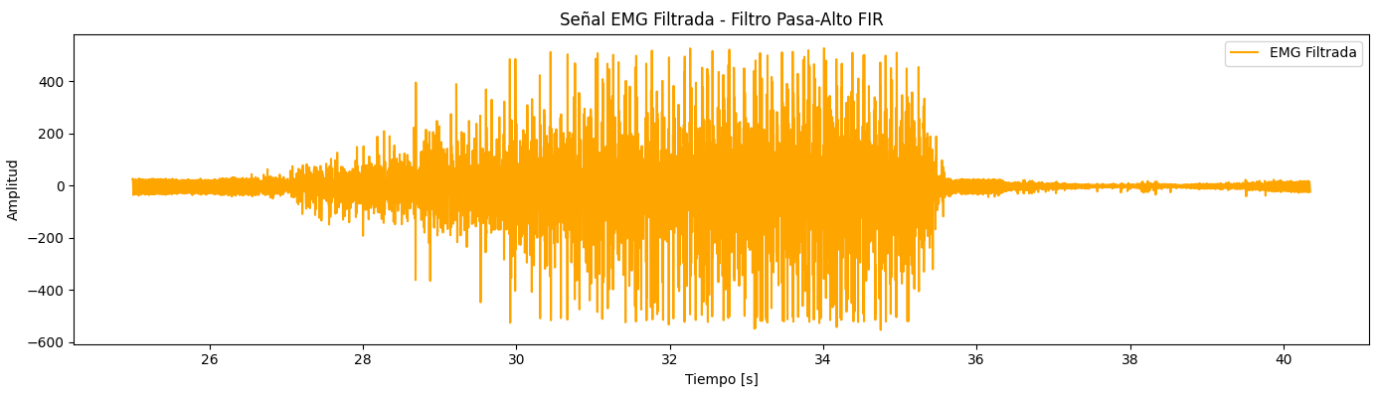 Señal EMG Filtrada - Filtro Pasa-Alto FIR
EMG Filtrada
Amplitud
400
200
0
−200
−400
−600
26 28 30 32 34 36 38 40
Tiempo [s]